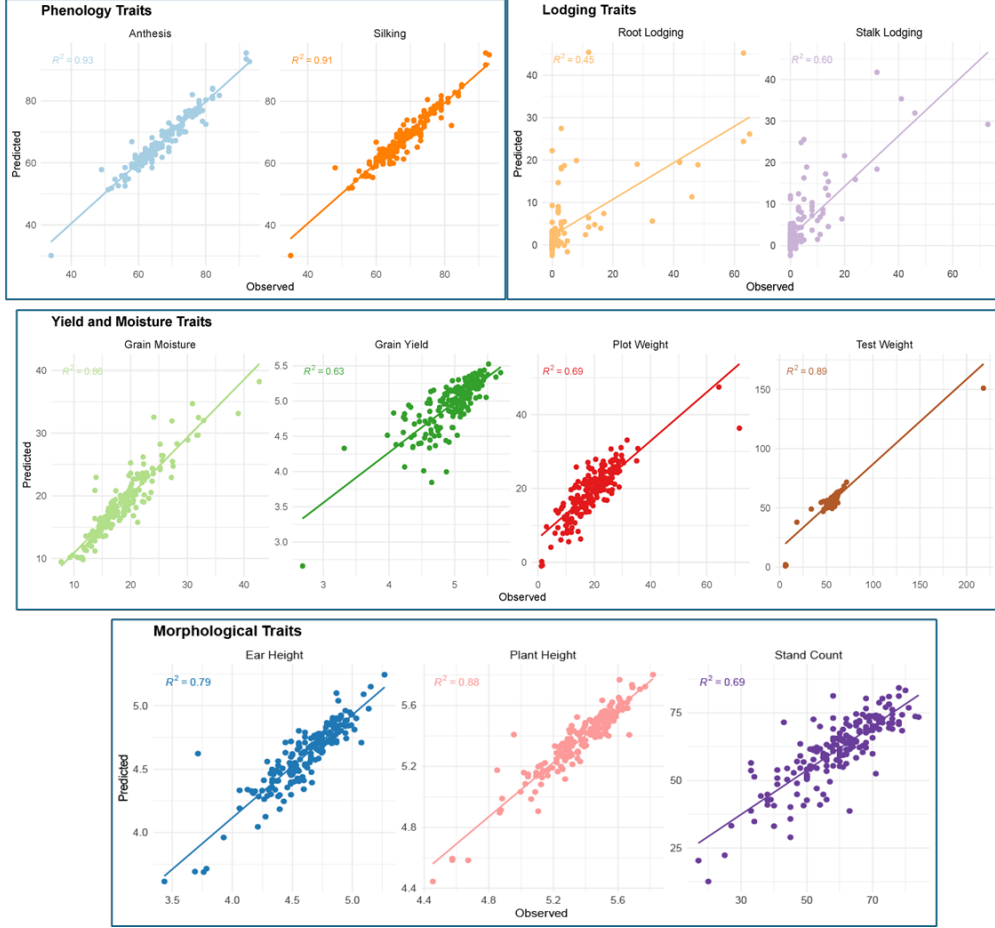 Phenology Traits
Anthesis
Silking
R² = 0.93
R² = 0.91
80
60
40
80
60
40
40
60
80
40
60
80
Predicted
Observed
Lodging Traits
Root Lodging
Stalk Lodging
R² = 0.45
R² = 0.60
40
30
20
10
0
40
30
20
10
0
0
20
40
60
0
20
40
60
Predicted
Observed
Yield and Moisture Traits
Grain Moisture
Grain Yield
Plot Weight
Test Weight
R² = 0.86
R² = 0.63
R² = 0.69
R² = 0.89
40
30
20
10
5.5
5.0
4.5
4.0
3.5
3.0
40
20
0
150
100
50
0
10
20
30
40
3
4
5
0
20
40
60
0
50
100
150
200
Predicted
Observed
Morphological Traits
Ear Height
Plant Height
Stand Count
R² = 0.79
R² = 0.88
R² = 0.69
5.0
4.5
4.0
5.6
5.2
4.8
4.4
75
50
25
3.5
4.0
4.5
5.0
4.4
4.8
5.2
5.6
30
50
70
Predicted
Observed